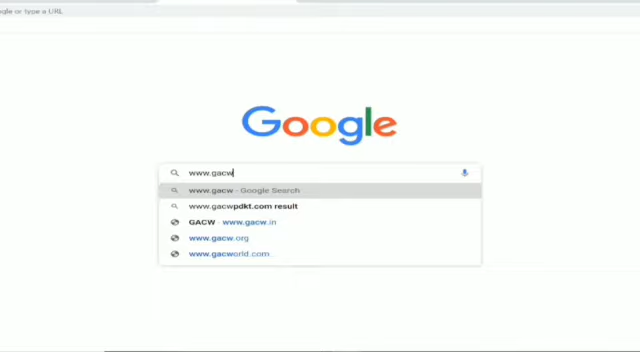 gle or type a URL
Google
www.gacw
www.gacw - Google Search
www.gacwpdkt.com result
GACW - www.gacw.in
www.gacw.org
www.gacworld.com